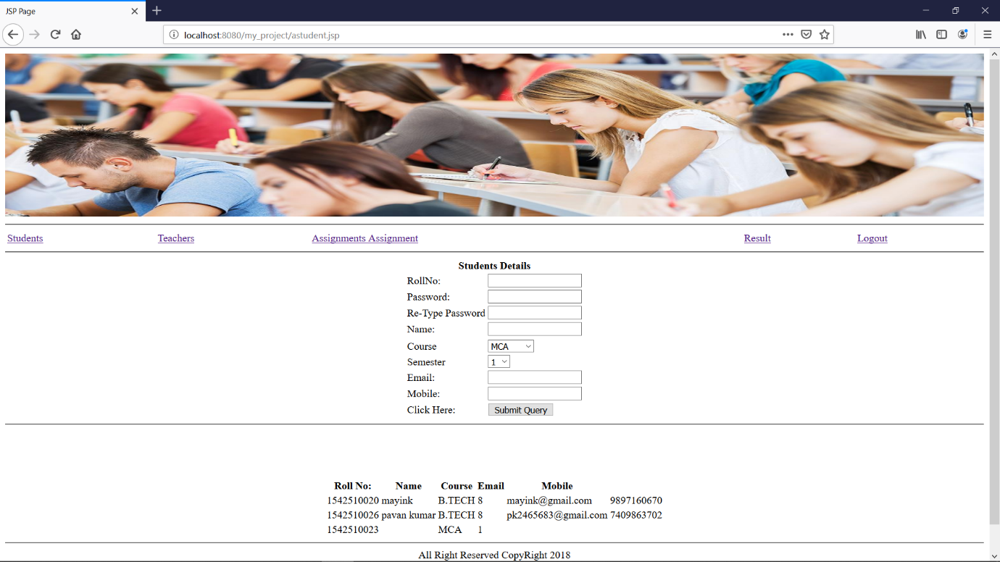 JSP Page
localhost:8080/my_project/astudent.jsp
Students Teachers Assignments Assignment Result Logout
Students Details
RollNo:
Password:
Re-Type Password
Name:
Course MCA
Semester 1
Email:
Mobile:
Click Here: Submit Query
Roll No: Name Course Email Mobile
1542510020 mayink B.TECH 8 mayink@gmail.com 9897160670
1542510026 pavan kumar B.TECH 8 pk2465683@gmail.com 7409863702
1542510023 MCA 1
All Right Reserved CopyRight 2018